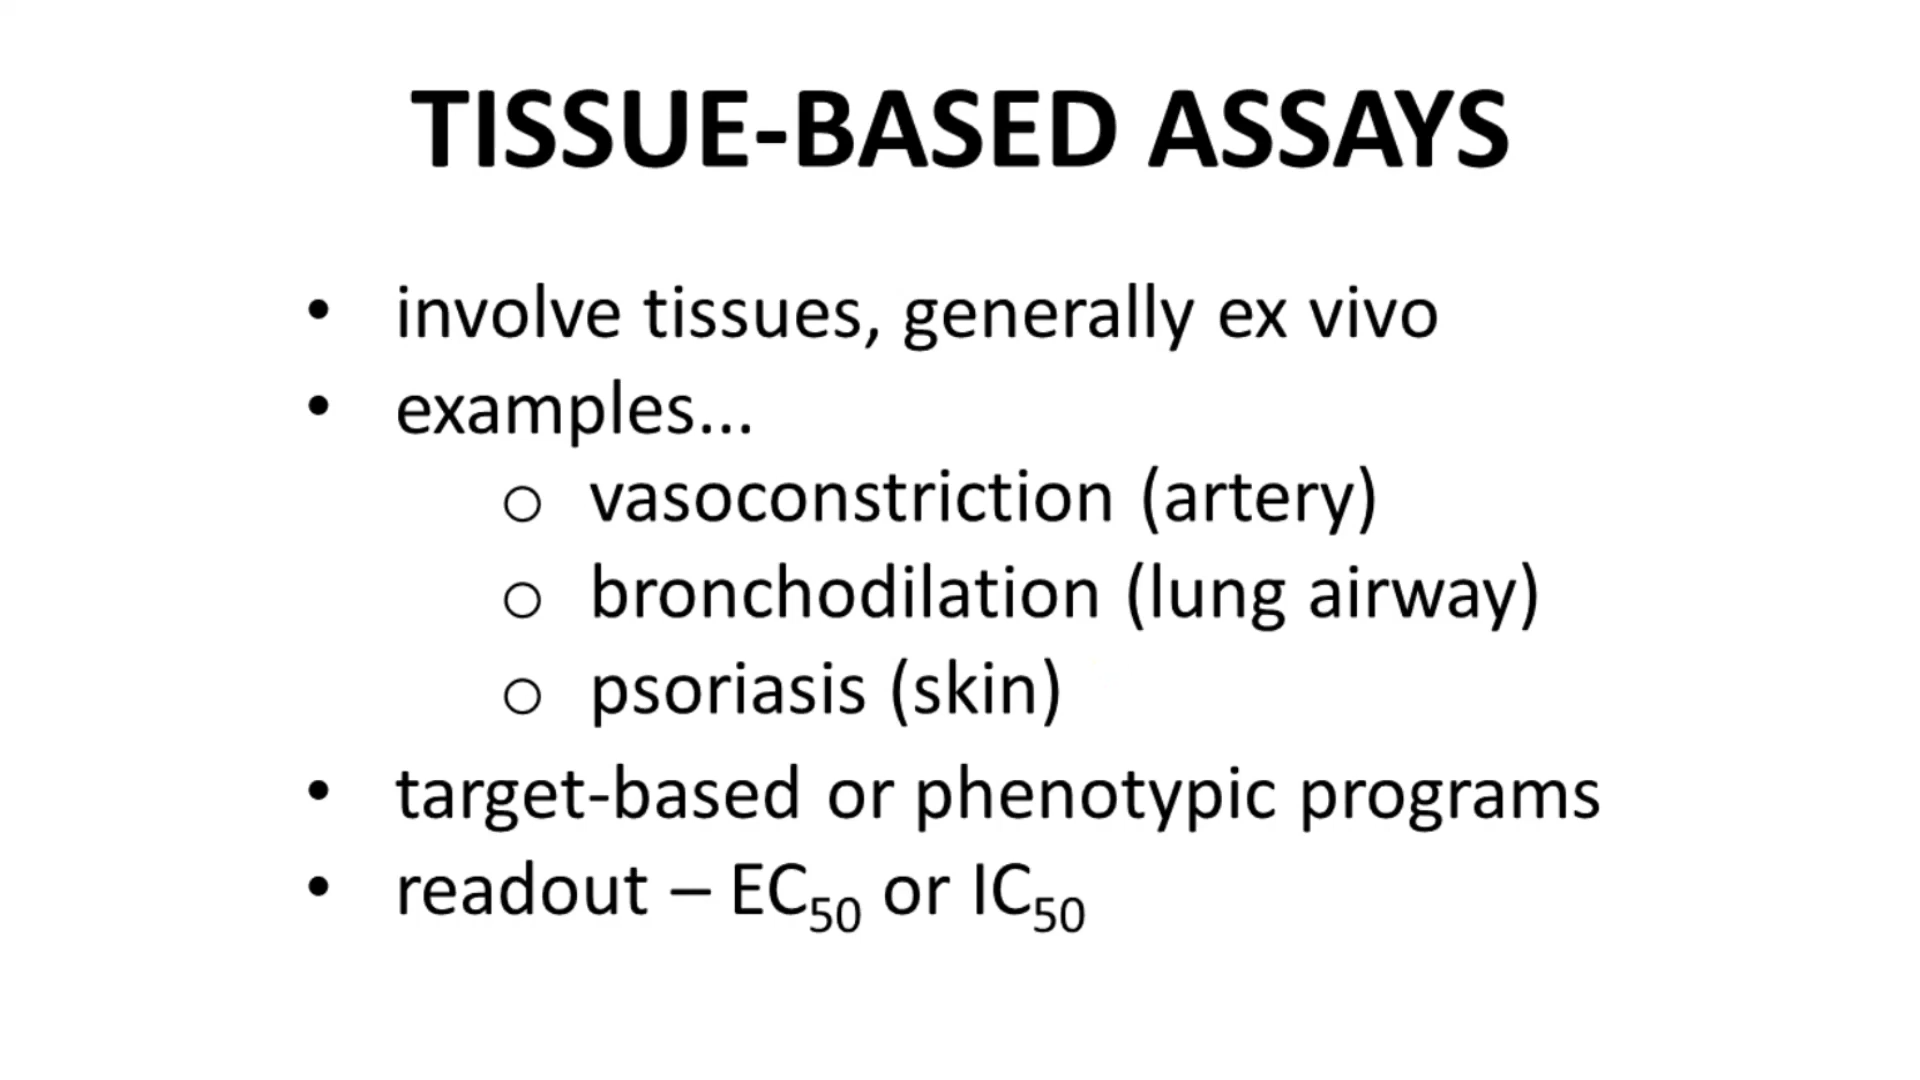 TISSUE-BASED ASSAYS
• involve tissues, generally ex vivo
• examples...
o vasoconstriction (artery)
o bronchodilation (lung airway)
o psoriasis (skin)
• target-based or phenotypic programs
• readout – EC₅₀ or IC₅₀